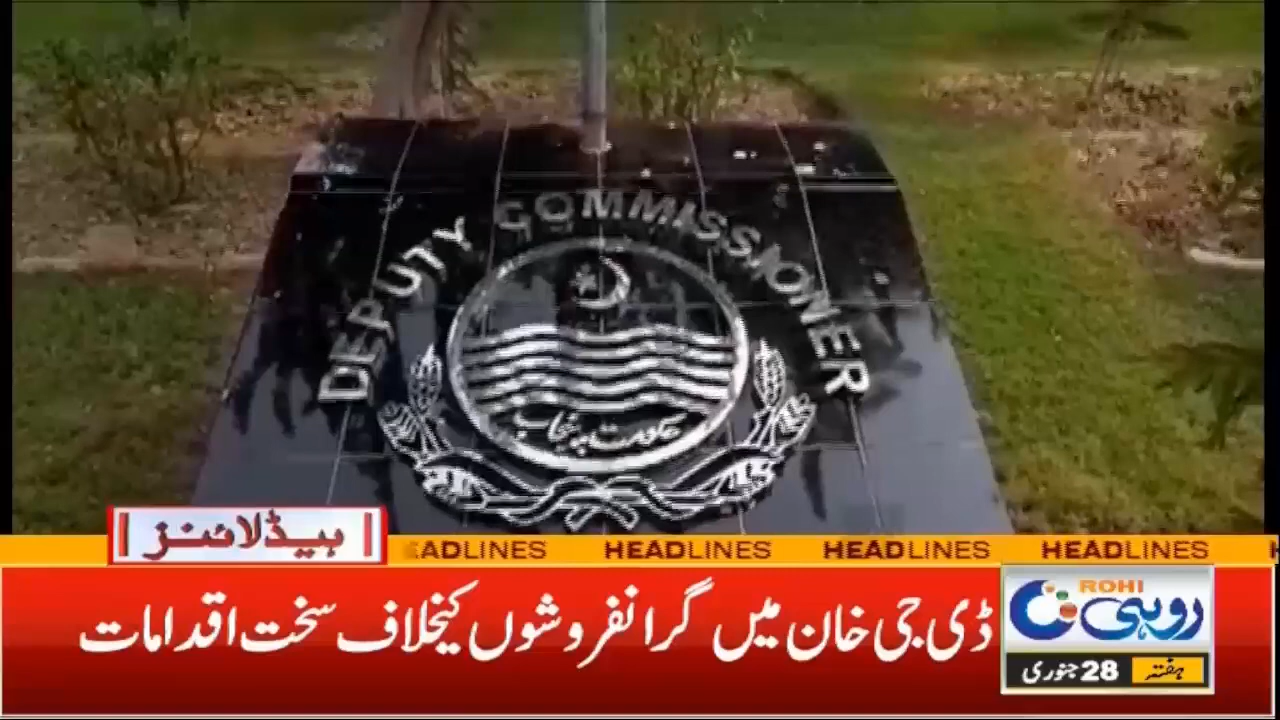 DEPUTY COMMISSIONER
حکومت پنجاب
ہیڈلائنز
EADLINES HEADLINES HEADLINES HEADLINES
ڈی جی خان میں گرانفروشوں کیخلاف سخت اقدامات
ROHI
روہی
ہفتہ 28 جنوری